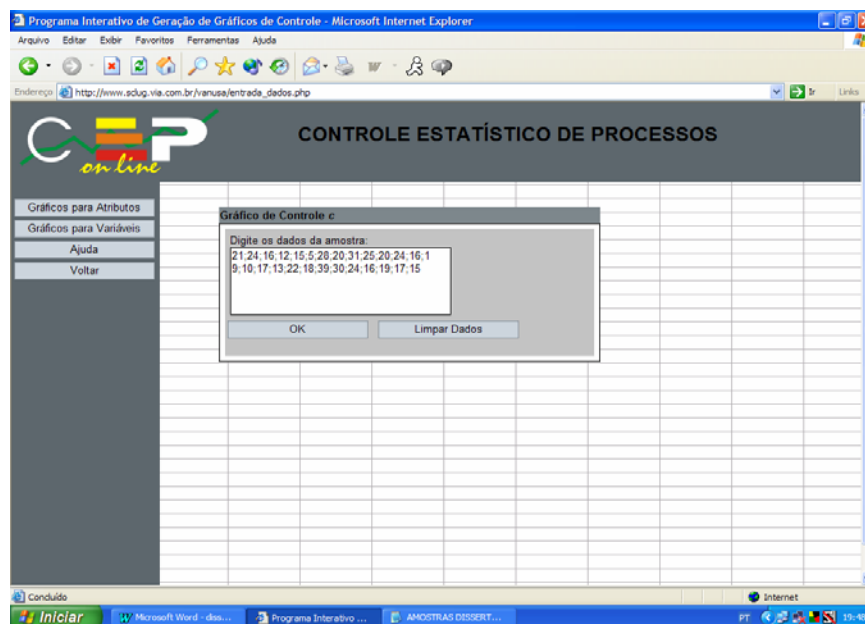 Programa Interativo de Geração de Gráficos de Controle - Microsoft Internet Explorer
Arquivo Editar Exibir Favoritos Ferramentas Ajuda
Endereço http://www.sclug.via.com.br/vanusa/entrada_dados.php Ir Links
CEP on line
CONTROLE ESTATÍSTICO DE PROCESSOS
Gráficos para Atributos
Gráficos para Variáveis
Ajuda
Voltar
Gráfico de Controle c
Digite os dados da amostra:
21;24;16;12;15;5;28;20;31;25;20;24;16;1
9;10;17;13;22;18;39;30;24;16;19;17;15
OK Limpar Dados
Concluído Internet
Iniciar Microsoft Word - diss... Programa Interativo ... AMOSTRAS DISSERT... PT 19:48